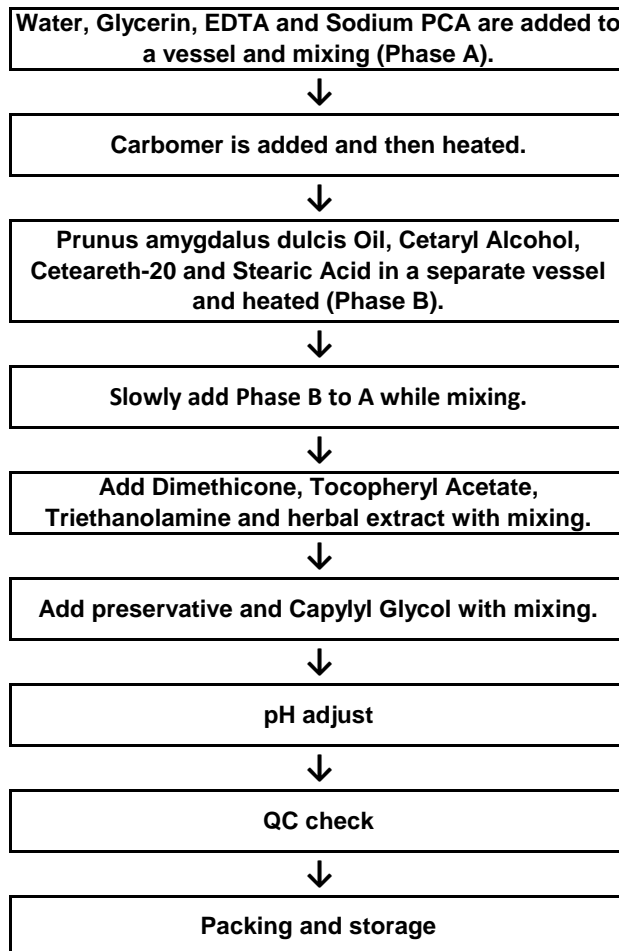 Water, Glycerin, EDTA and Sodium PCA are added to
a vessel and mixing (Phase A).
Carbomer is added and then heated.
Prunus amygdalus dulcis Oil, Cetaryl Alcohol,
Ceteareth-20 and Stearic Acid in a separate vessel
and heated (Phase B).
Slowly add Phase B to A while mixing.
Add Dimethicone, Tocopheryl Acetate,
Triethanolamine and herbal extract with mixing.
Add preservative and Capylyl Glycol with mixing.
pH adjust
QC check
Packing and storage